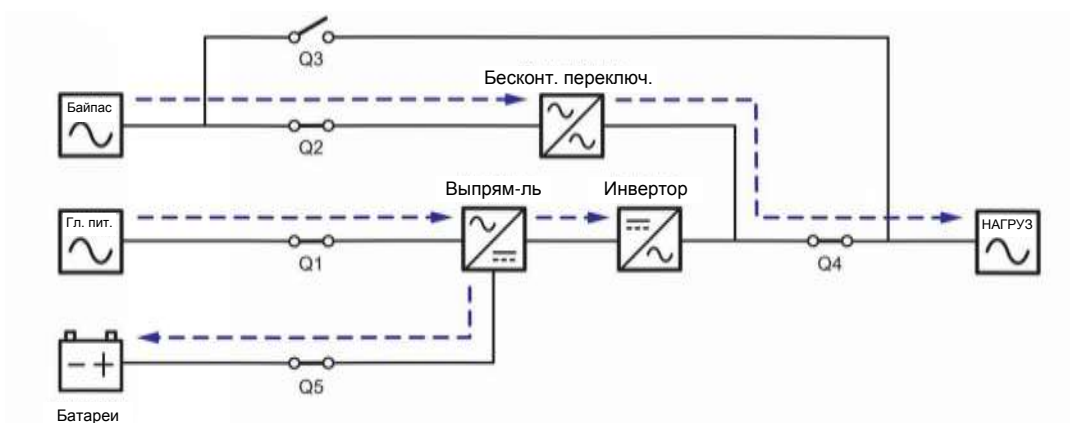 Q3
Бесконт. переключ.
Байпас
Q2
Выпрям-ль
Инвертор
Гл. пит.
НАГРУЗ
Q1
Q4
Q5
Батареи